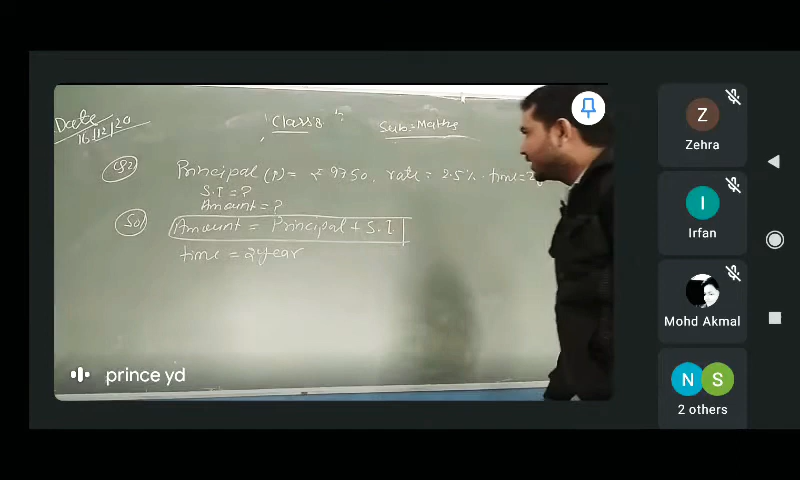 Date
16/12/20
"Class 8"
Sub = Maths
Q2 Principal (P) = ₹ 9750, rate = 2.5%. time = 2y
S.I = ?
Amount = ?
Sol Amount = Principal + S.I
time = 2 year
prince yd
Z
Zehra
I
Irfan
Mohd Akmal
N S
2 others